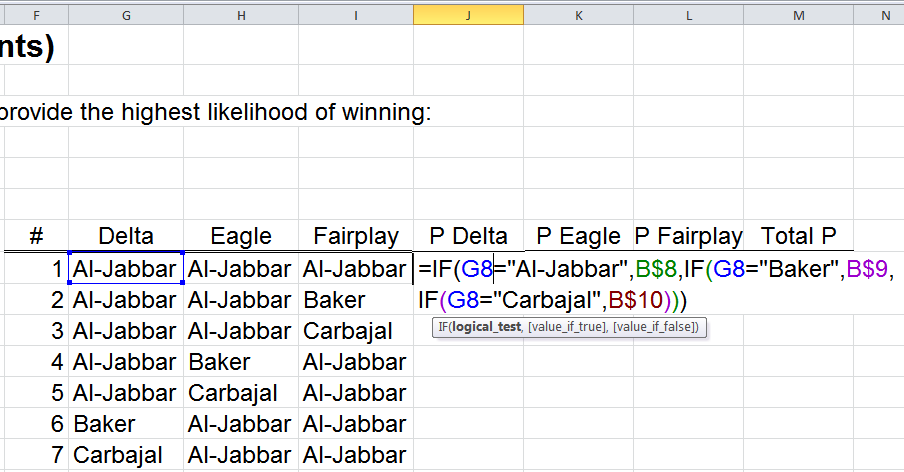 F G H I J K L M N
nts)
provide the highest likelihood of winning:
# Delta Eagle Fairplay P Delta P Eagle P Fairplay Total P
1 Al-Jabbar Al-Jabbar Al-Jabbar =IF(G8="Al-Jabbar",B$8,IF(G8="Baker",B$9,
2 Al-Jabbar Al-Jabbar Baker IF(G8="Carbajal",B$10)))
IF(logical_test, [value_if_true], [value_if_false])
3 Al-Jabbar Al-Jabbar Carbajal
4 Al-Jabbar Baker Al-Jabbar
5 Al-Jabbar Carbajal Al-Jabbar
6 Baker Al-Jabbar Al-Jabbar
7 Carbajal Al-Jabbar Al-Jabbar